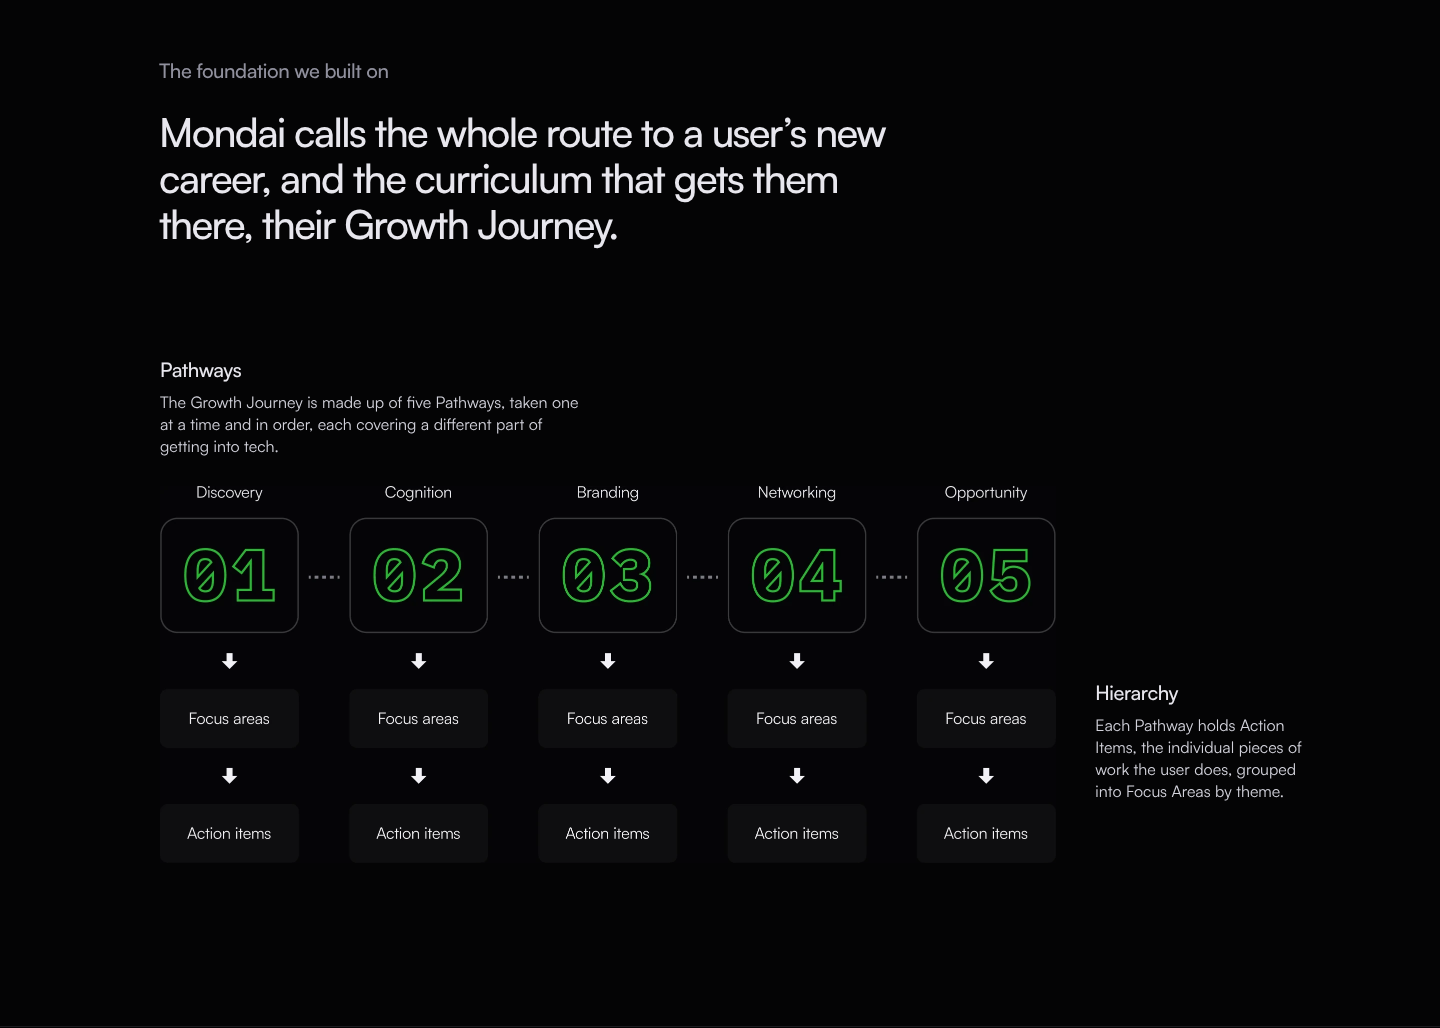 The foundation we built on
Mondai calls the whole route to a user’s new
career, and the curriculum that gets them
there, their Growth Journey.
Pathways
The Growth Journey is made up of five Pathways, taken one
at a time and in order, each covering a different part of
getting into tech.
Discovery
Cognition
Branding
Networking
Opportunity
01
02
03
04
05
Focus areas
Focus areas
Focus areas
Focus areas
Focus areas
Action items
Action items
Action items
Action items
Action items
Hierarchy
Each Pathway holds Action
Items, the individual pieces of
work the user does, grouped
into Focus Areas by theme.